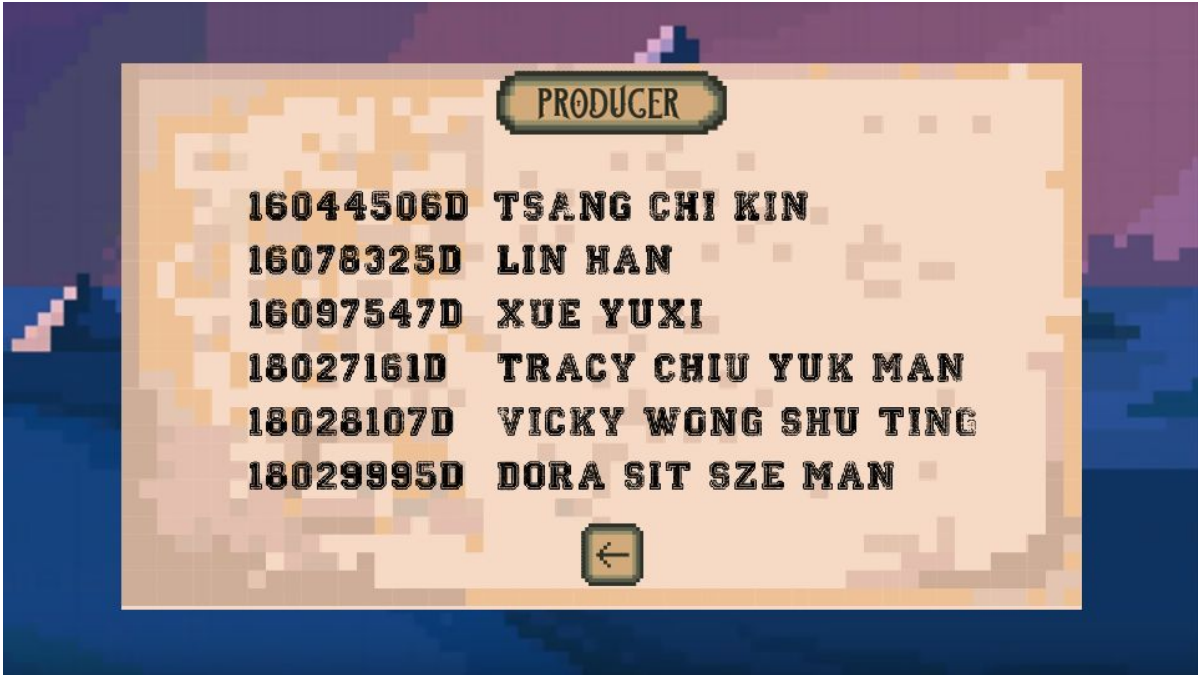 PRODUCER
16044506D TSANG CHI KIN
16078325D LIN HAN
16097547D XUE YUXI
18027161D TRACY CHIU YUK MAN
18028107D VICKY WONG SHU TING
18029995D DORA SIT SZE MAN